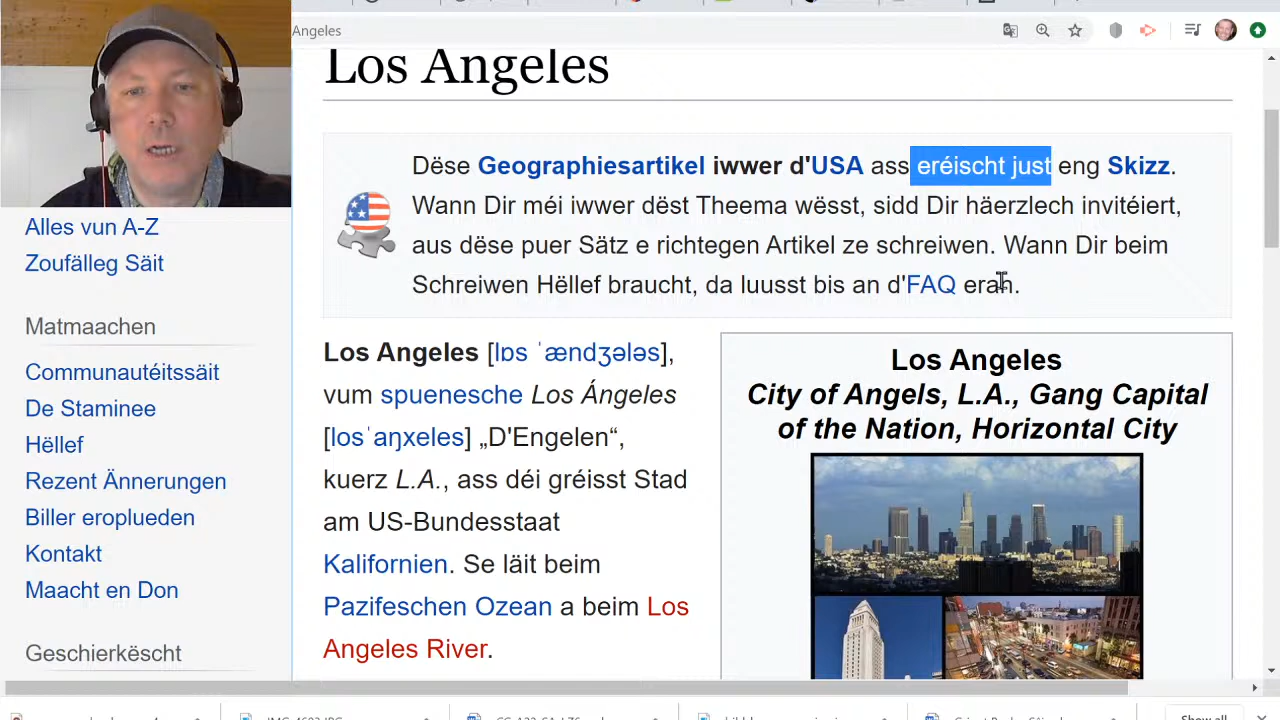 Angeles
Los Angeles
Dëse Geographiesartikel iwwer d'USA ass eréischt just eng Skizz.
Wann Dir méi iwwer dëst Theema wësst, sidd Dir häerzlech invitéiert,
aus dëse puer Sätz e richtegen Artikel ze schreiwen. Wann Dir beim
Schreiwen Hëllef braucht, da luusst bis an d'FAQ eran.
Alles vun A-Z
Zoufälleg Säit
Matmaachen
Communautéitssäit
De Staminee
Hëllef
Rezent Ännerungen
Biller eroplueden
Kontakt
Maacht en Don
Geschierkëscht
Los Angeles [lɒs ˈændʒələs],
vum spuenesche Los Ángeles
[losˈaŋxeles] „D'Engelen“,
kuerz L.A., ass déi gréisst Stad
am US-Bundesstaat
Kalifornien. Se läit beim
Pazifeschen Ozean a beim Los
Angeles River.
Los Angeles
City of Angels, L.A., Gang Capital
of the Nation, Horizontal City
Show all